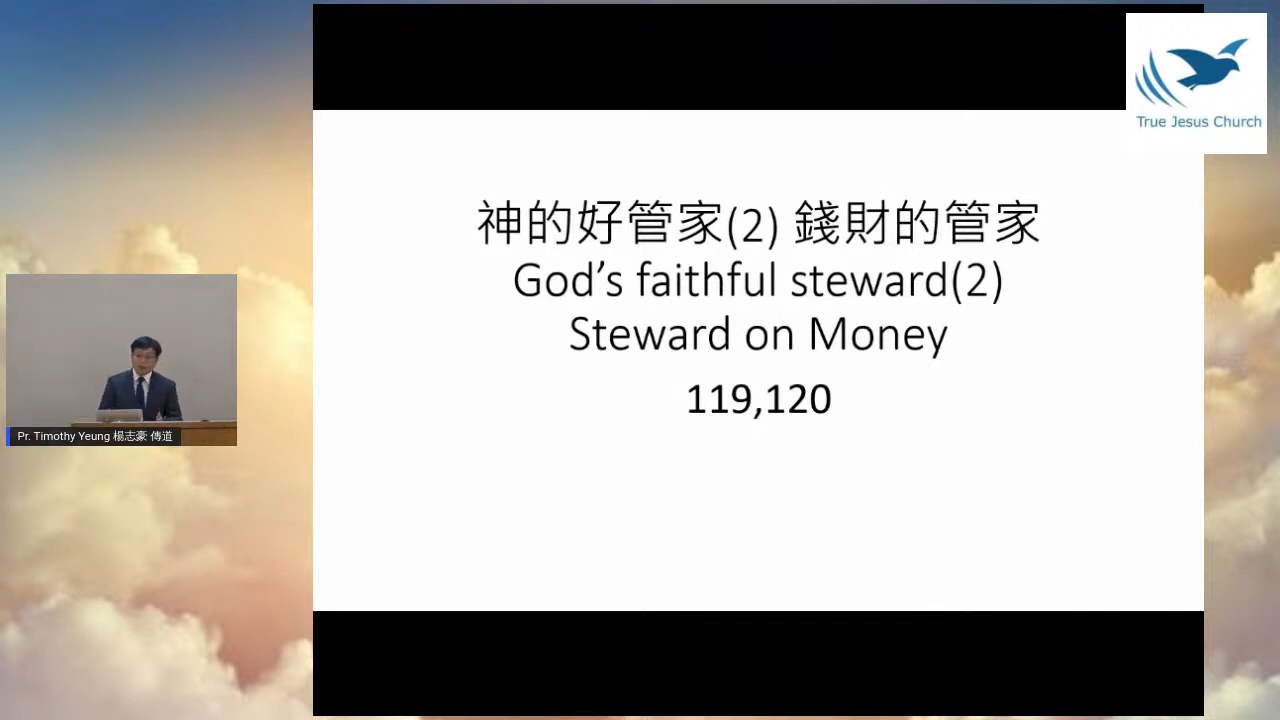 True Jesus Church
神的好管家(2) 錢財的管家
God’s faithful steward(2)
Steward on Money
119,120
Pr. Timothy Yeung 楊志豪 傳道